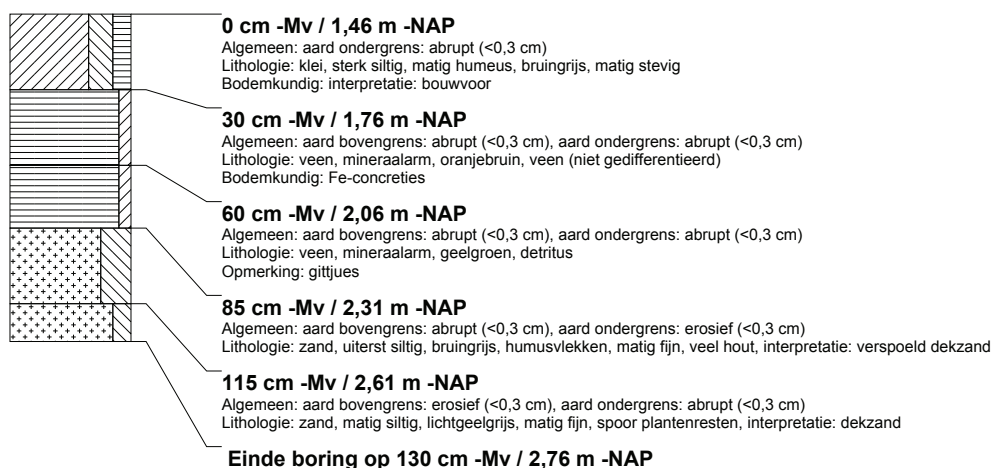 0 cm -Mv / 1,46 m -NAP
Algemeen: aard ondergrens: abrupt (<0,3 cm)
Lithologie: klei, sterk siltig, matig humeus, bruingrijs, matig stevig
Bodemkundig: interpretatie: bouwvoor
30 cm -Mv / 1,76 m -NAP
Algemeen: aard bovengrens: abrupt (<0,3 cm), aard ondergrens: abrupt (<0,3 cm)
Lithologie: veen, mineraalarm, oranjebruin, veen (niet gedifferentieerd)
Bodemkundig: Fe-concreties
60 cm -Mv / 2,06 m -NAP
Algemeen: aard bovengrens: abrupt (<0,3 cm), aard ondergrens: abrupt (<0,3 cm)
Lithologie: veen, mineraalarm, geelgroen, detritus
Opmerking: gittjues
85 cm -Mv / 2,31 m -NAP
Algemeen: aard bovengrens: abrupt (<0,3 cm), aard ondergrens: erosief (<0,3 cm)
Lithologie: zand, uiterst siltig, bruingrijs, humusvlekken, matig fijn, veel hout, interpretatie: verspoeld dekzand
115 cm -Mv / 2,61 m -NAP
Algemeen: aard bovengrens: erosief (<0,3 cm), aard ondergrens: abrupt (<0,3 cm)
Lithologie: zand, matig siltig, lichtgeelgrijs, matig fijn, spoor plantenresten, interpretatie: dekzand
Einde boring op 130 cm -Mv / 2,76 m -NAP